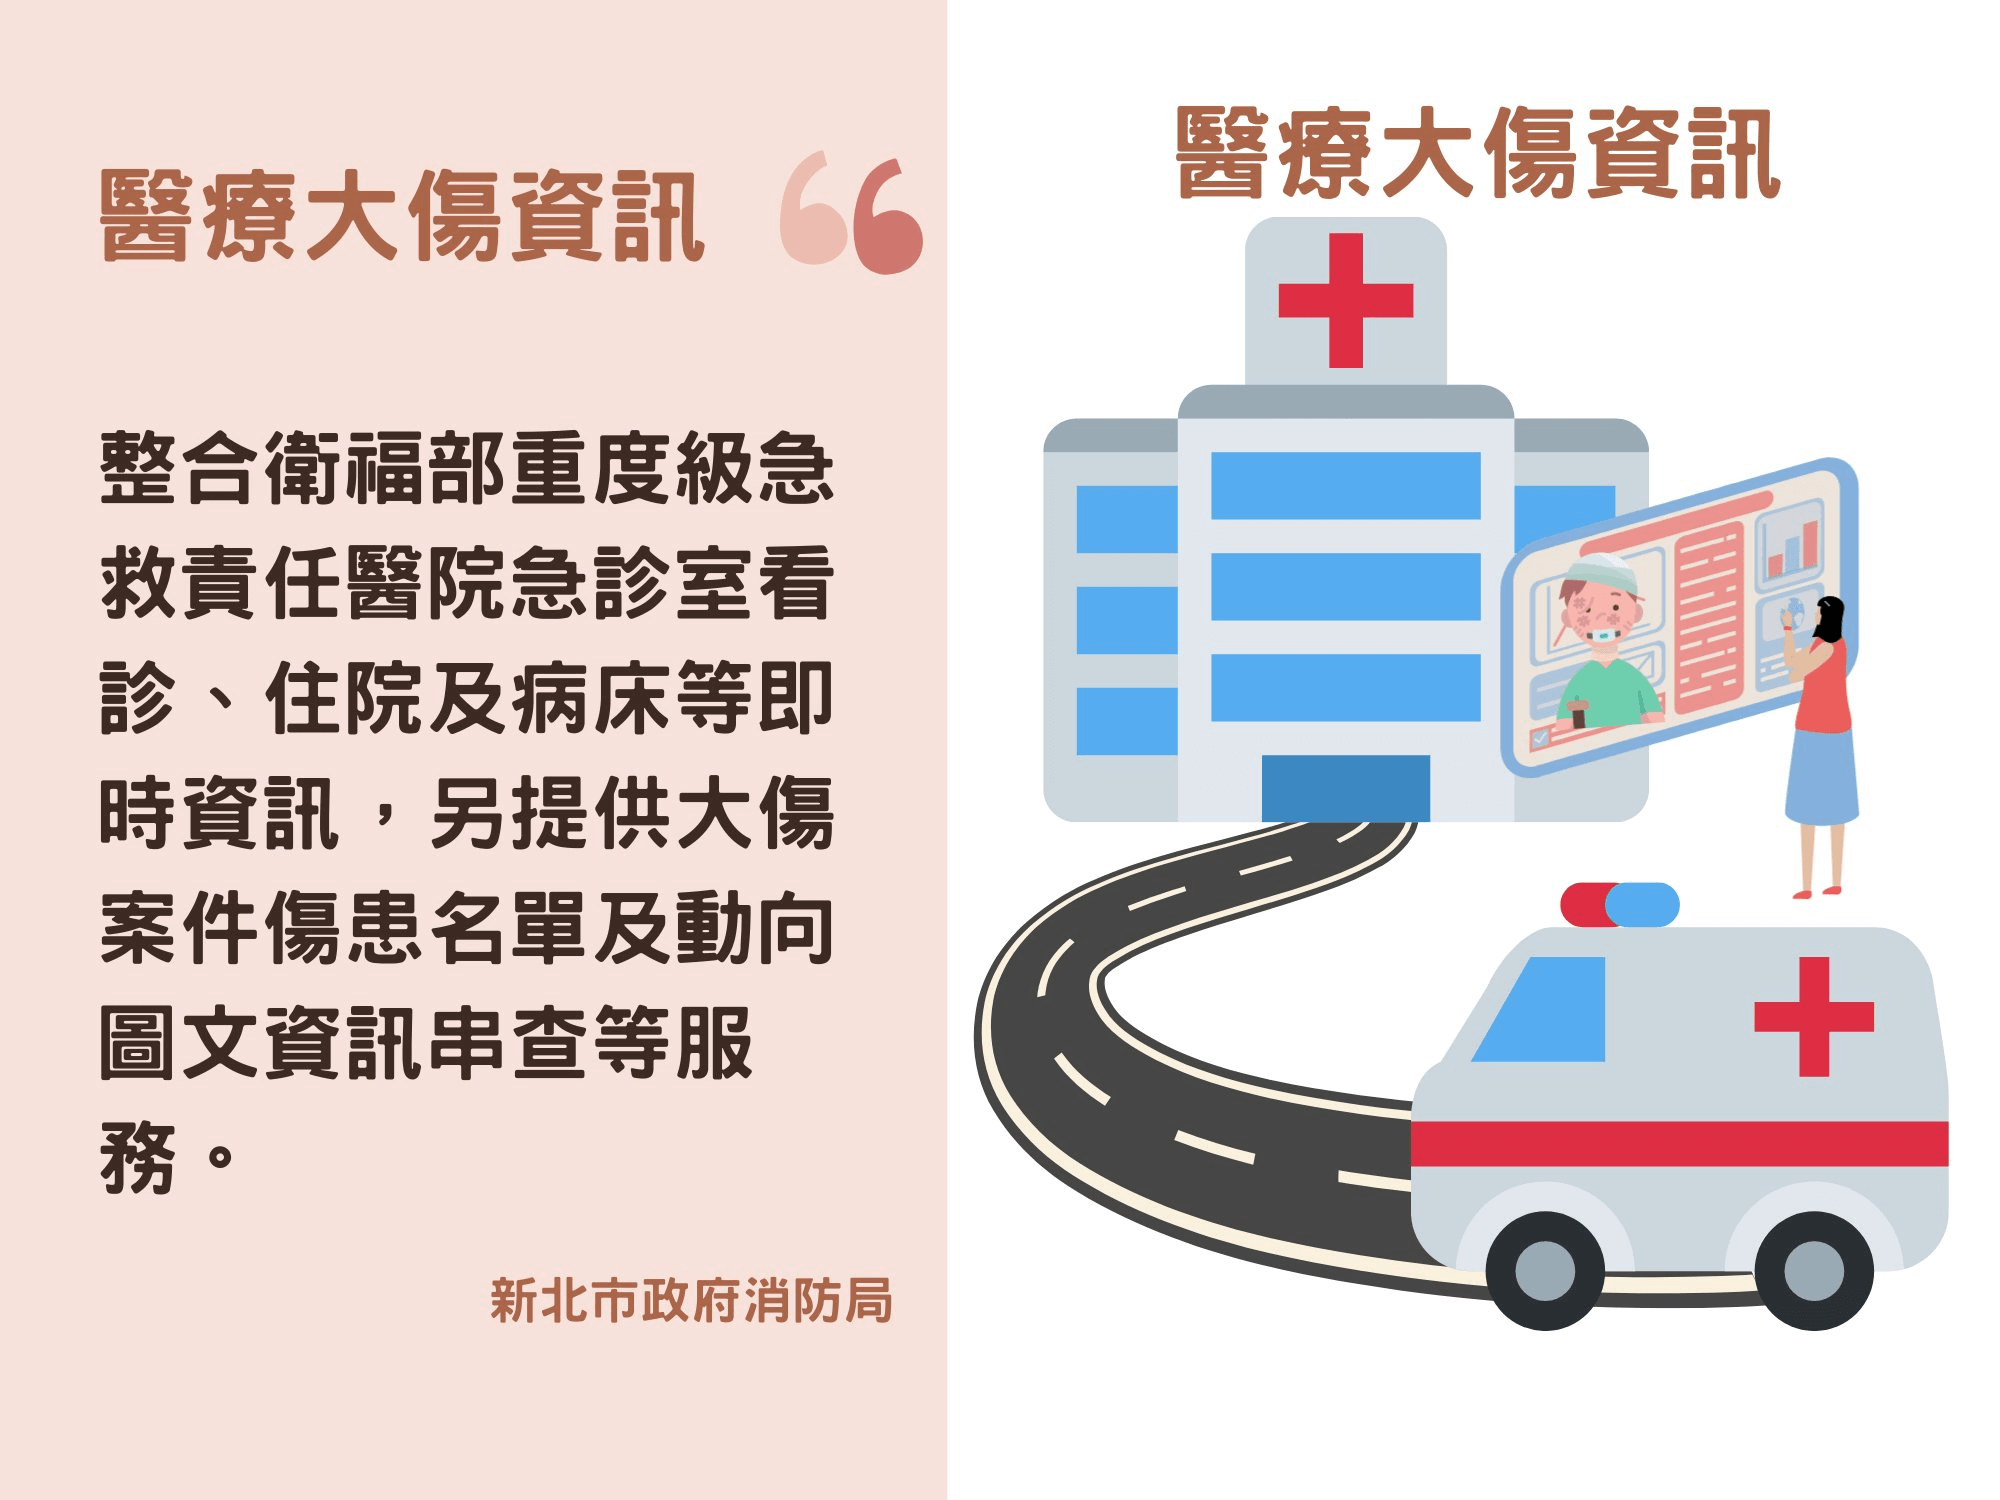 醫療大傷資訊
整合衛福部重度級急
救責任醫院急診室看
診、住院及病床等即
時資訊，另提供大傷
案件傷患名單及動向
圖文資訊串查等服
務。
新北市政府消防局
醫療大傷資訊